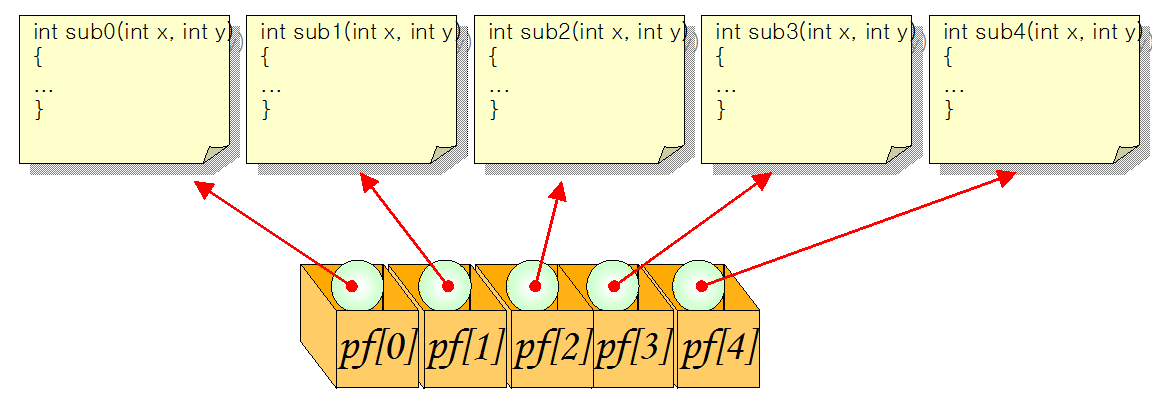 int sub0(int x, int y)
{
...
}
int sub1(int x, int y)
{
...
}
int sub2(int x, int y)
{
...
}
int sub3(int x, int y)
{
...
}
int sub4(int x, int y)
{
...
}
pf[0]
pf[1]
pf[2]
pf[3]
pf[4]